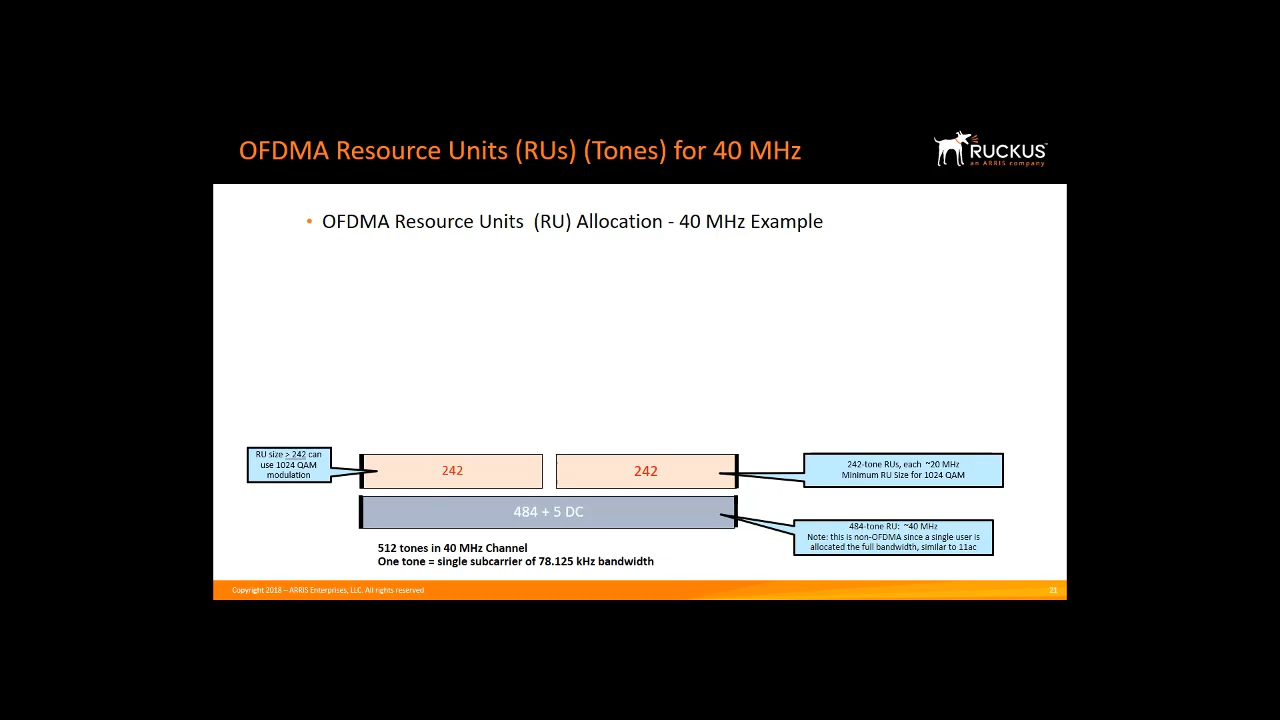 OFDMA Resource Units (RUs) (Tones) for 40 MHz
RUCKUS
an ARRIS company
• OFDMA Resource Units (RU) Allocation - 40 MHz Example
RU size > 242 can
use 1024 QAM
modulation
242
242
242-tone RUs, each ~20 MHz
Minimum RU Size for 1024 QAM
484 + 5 DC
484-tone RU: ~40 MHz
Note: this is non-OFDMA since a single user is
allocated the full bandwidth, similar to 11ac
512 tones in 40 MHz Channel
One tone = single subcarrier of 78.125 kHz bandwidth
Copyright 2018 – ARRIS Enterprises, LLC. All rights reserved
21